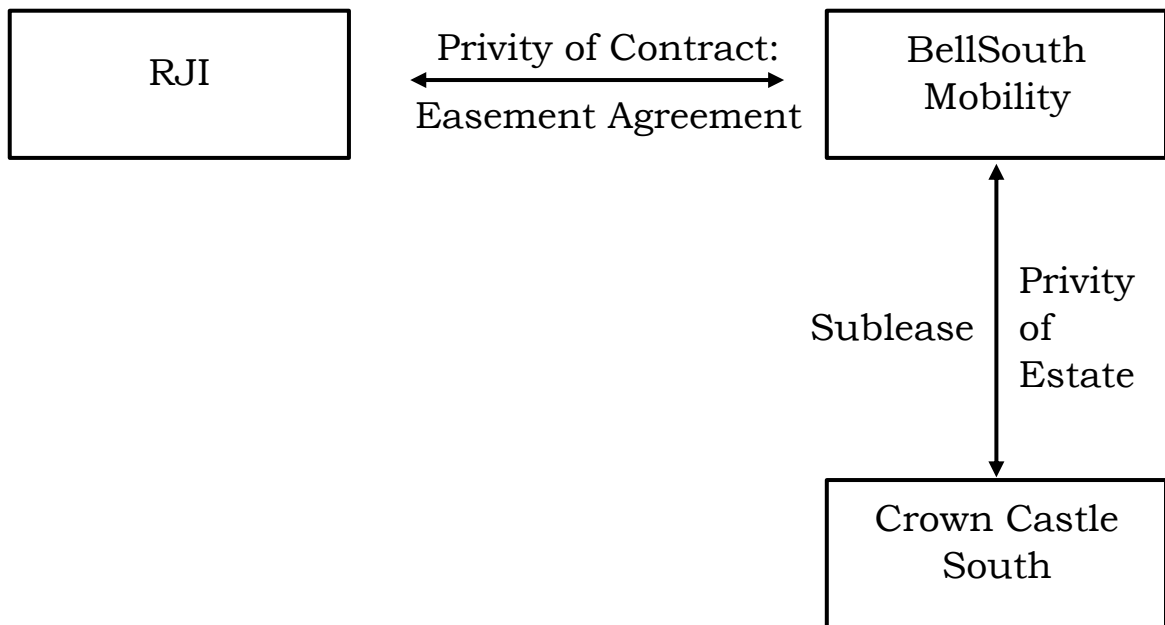 RJI
Privity of Contract:
Easement Agreement
BellSouth
Mobility
Sublease
Privity
of
Estate
Crown Castle
South